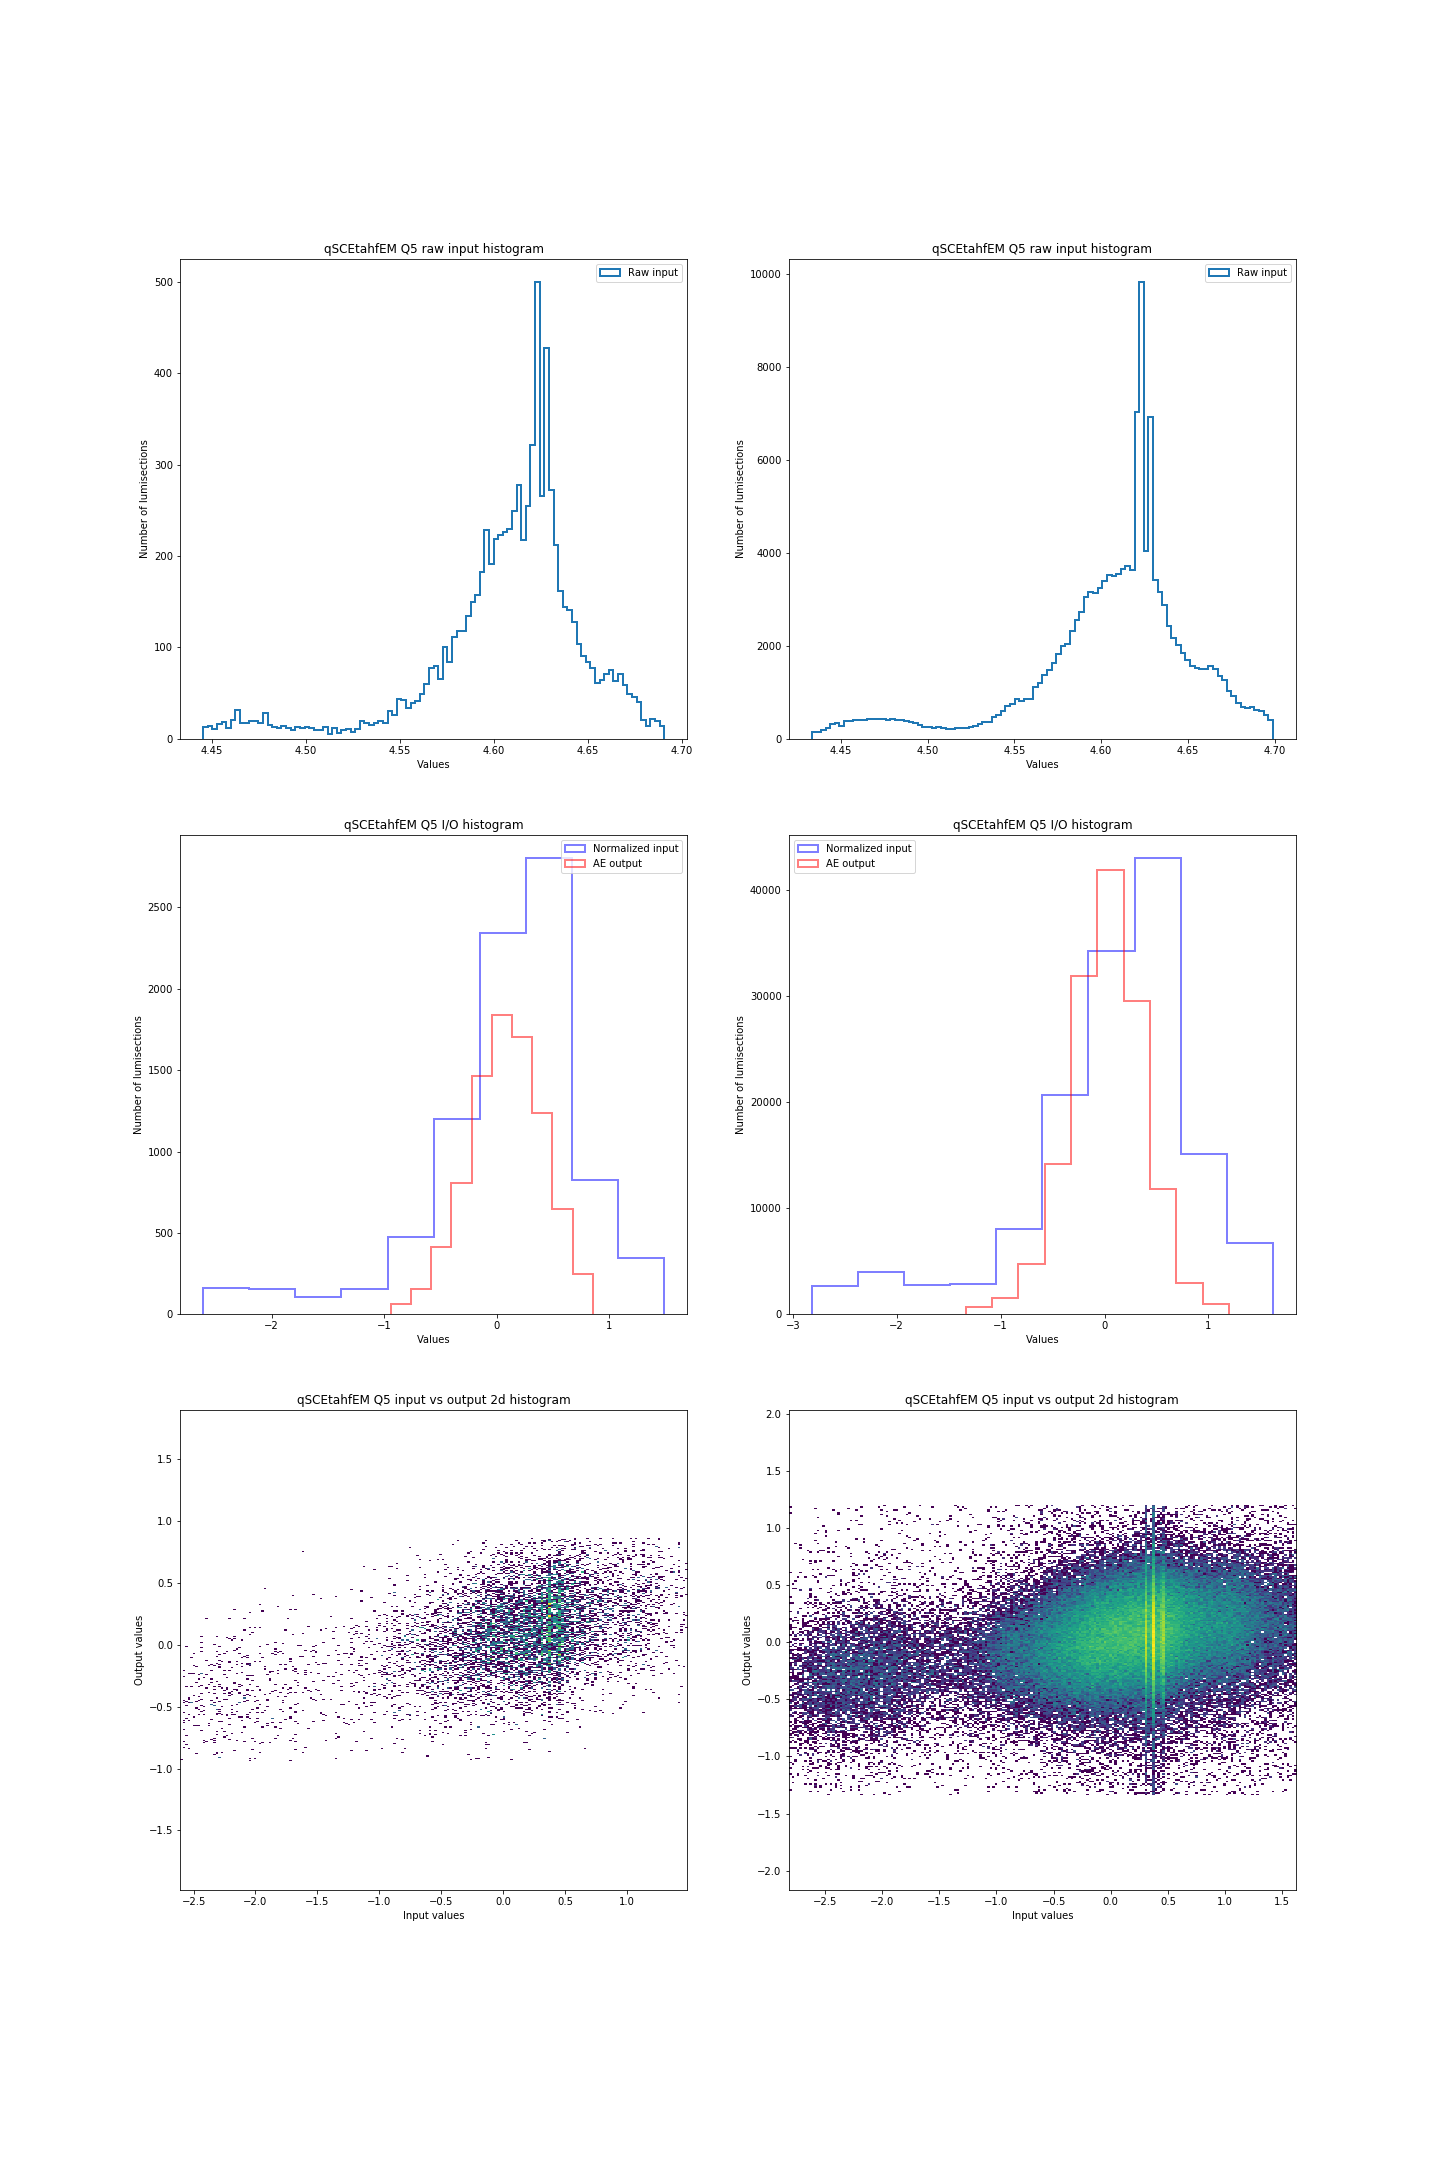 qSCEtahfEM Q5 raw input histogram
Raw input
Number of lumisections
500
400
300
200
100
0
4.45 4.50 4.55 4.60 4.65 4.70
Values
qSCEtahfEM Q5 raw input histogram
Raw input
Number of lumisections
10000
8000
6000
4000
2000
0
4.45 4.50 4.55 4.60 4.65 4.70
Values
qSCEtahfEM Q5 I/O histogram
Normalized input
AE output
Number of lumisections
2500
2000
1500
1000
500
0
−2 −1 0 1
Values
qSCEtahfEM Q5 I/O histogram
Normalized input
AE output
Number of lumisections
40000
30000
20000
10000
0
−3 −2 −1 0 1
Values
qSCEtahfEM Q5 input vs output 2d histogram
Output values
1.5
1.0
0.5
0.0
−0.5
−1.0
−1.5
−2.5 −2.0 −1.5 −1.0 −0.5 0.0 0.5 1.0
Input values
qSCEtahfEM Q5 input vs output 2d histogram
Output values
2.0
1.5
1.0
0.5
0.0
−0.5
−1.0
−1.5
−2.0
−2.5 −2.0 −1.5 −1.0 −0.5 0.0 0.5 1.0 1.5
Input values